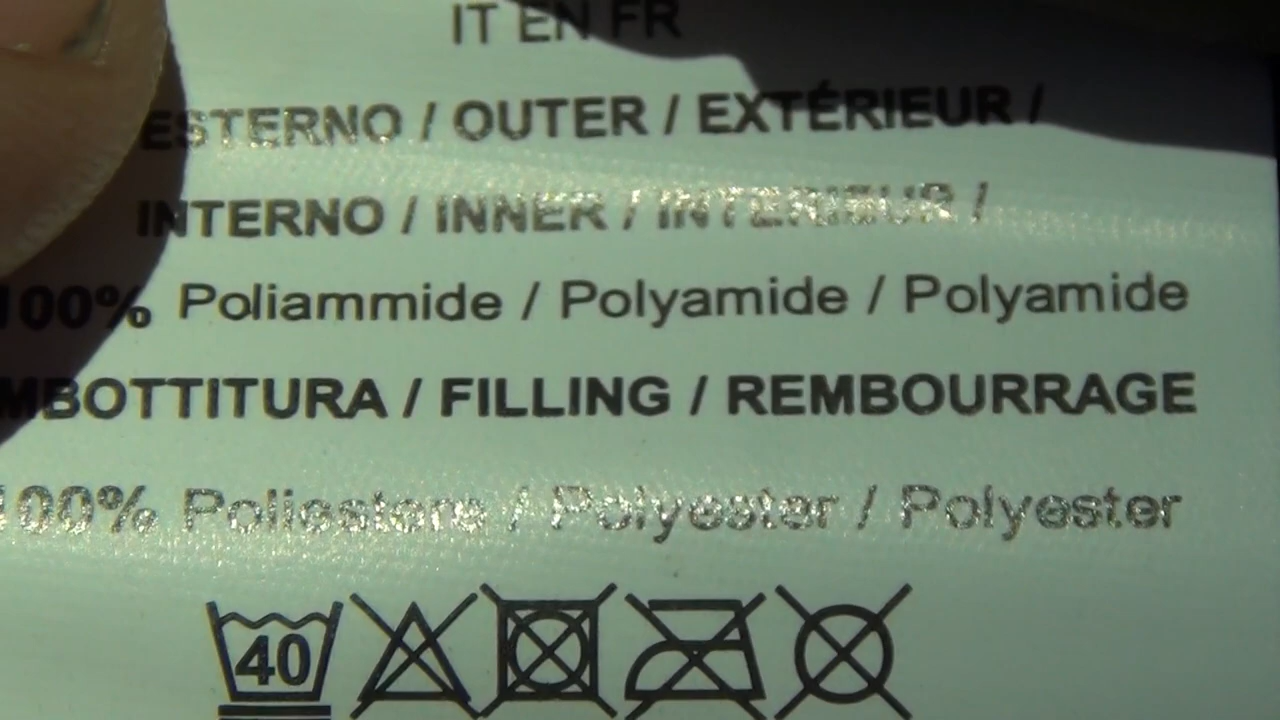 IT EN FR
ESTERNO / OUTER / EXTÉRIEUR /
INTERNO / INNER / INTERIEUR /
100% Poliammide / Polyamide / Polyamide
MBOTTITURA / FILLING / REMBOURRAGE
100% Poliestere / Polyester / Polyester
40